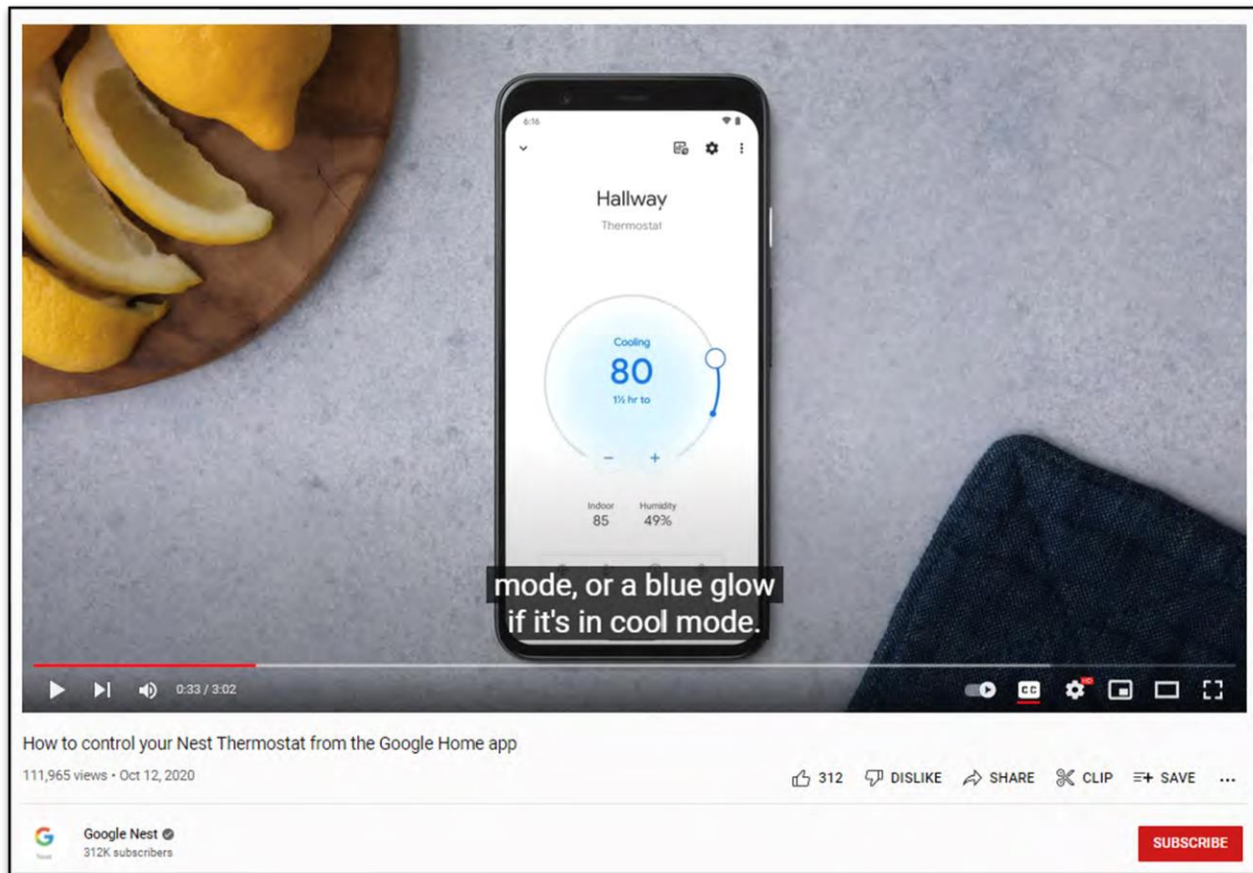 6:16
Hallway
Thermostat
Cooling
80
1½ hr to
− +
Indoor Humidity
85 49%
mode, or a blue glow
if it's in cool mode.
0:33 / 3:02
CC HD
How to control your Nest Thermostat from the Google Home app
111,965 views • Oct 12, 2020
312 DISLIKE SHARE CLIP SAVE ...
Google Nest
312K subscribers
SUBSCRIBE